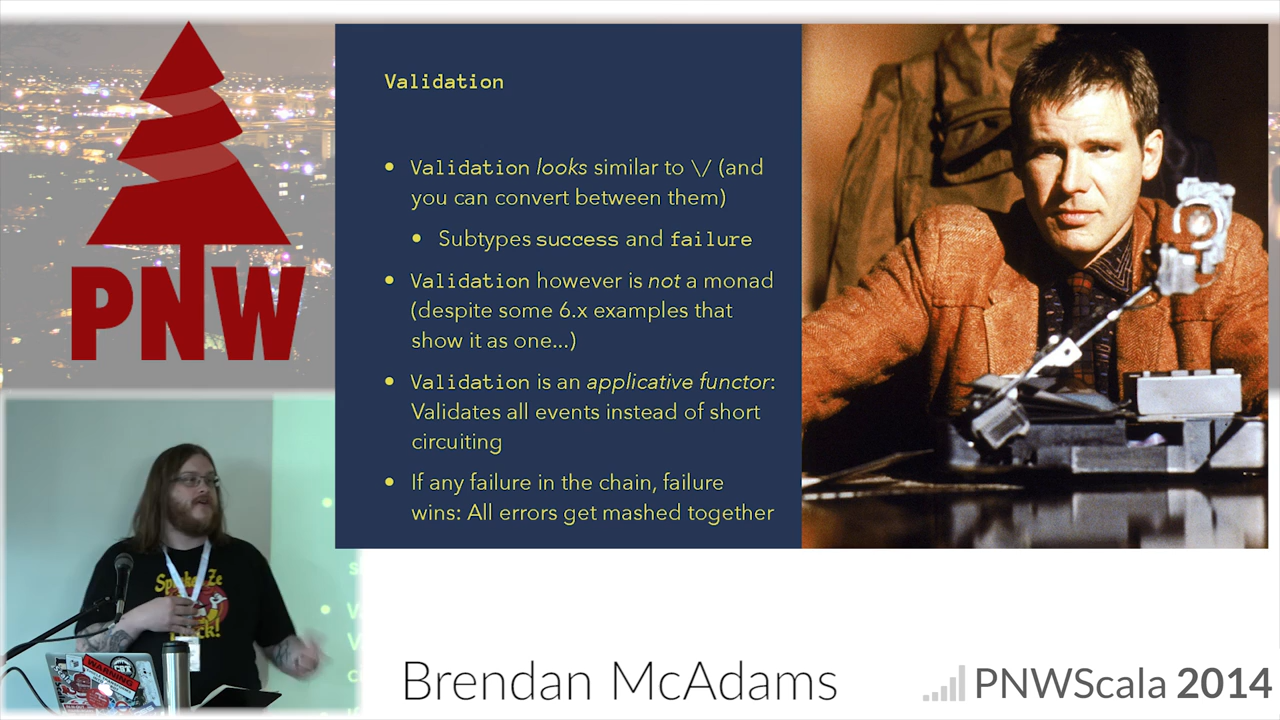 PNW
Validation
• Validation looks similar to \/ (and
you can convert between them)
• Subtypes success and failure
• Validation however is not a monad
(despite some 6.x examples that
show it as one...)
• Validation is an applicative functor:
Validates all events instead of short
circuiting
• If any failure in the chain, failure
wins: All errors get mashed together
WARNING
Brendan McAdams
PNWScala 2014